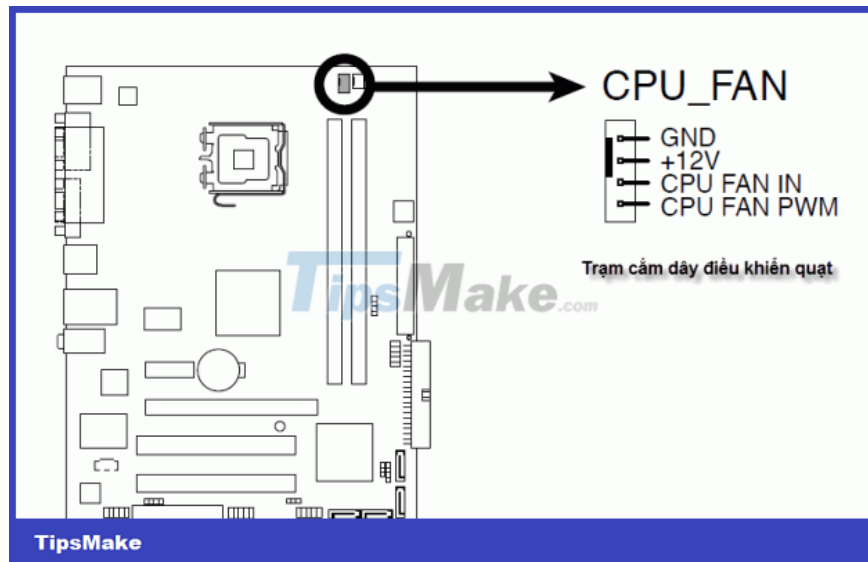 CPU_FAN
GND
+12V
CPU FAN IN
CPU FAN PWM
Trạm cắm dây điều khiển quạt
TipsMake.com
TipsMake